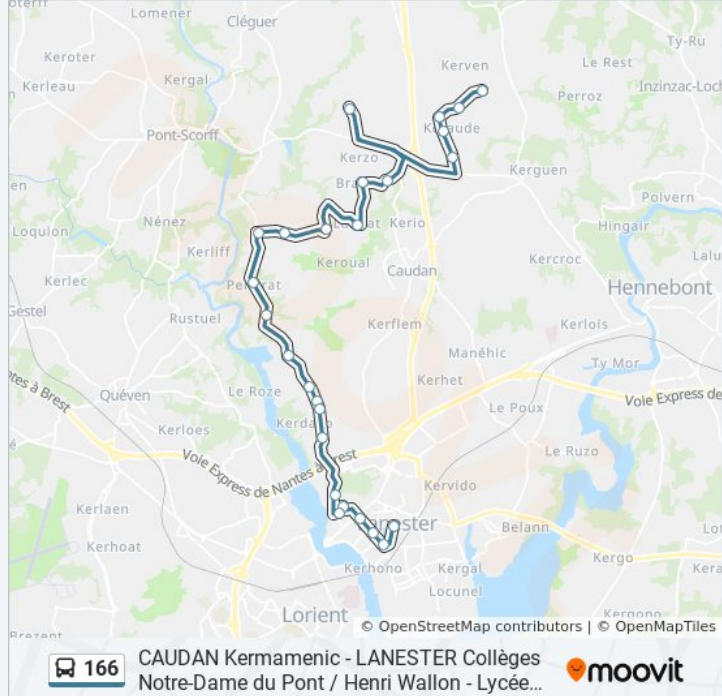 Lomener
Cléguer
Ty-Ru
Keroter
Kerven
Le Rest
Kerleau
Kergal
Perroz
Inzinzac-Loch
Pont-Scorff
Kerzo
Kerguen
Polvern
Nénez
Loquion
Kerio
Hingair
Kerliff
Kercroc
Keroual
Caudan
Kerlec
Hennebont
Gestel
Rustuel
Kerflem
Kerlois
Manéhic
Ty Mor
Quéven
Le Roze
Kerhet
Le Poux
Voie Express de
Kerloes
Voie Express de Nantes à Brest
Le Ruzo
Kerlaen
Kervido
Belann
Kerhoat
Kerhono
Kergal
Kergo
Locunel
Lorient
Brezent
© OpenStreetMap contributors | © OpenMapTiles
166
CAUDAN Kermamenic - LANESTER Collèges
Notre-Dame du Pont / Henri Wallon - Lycée...
moovit